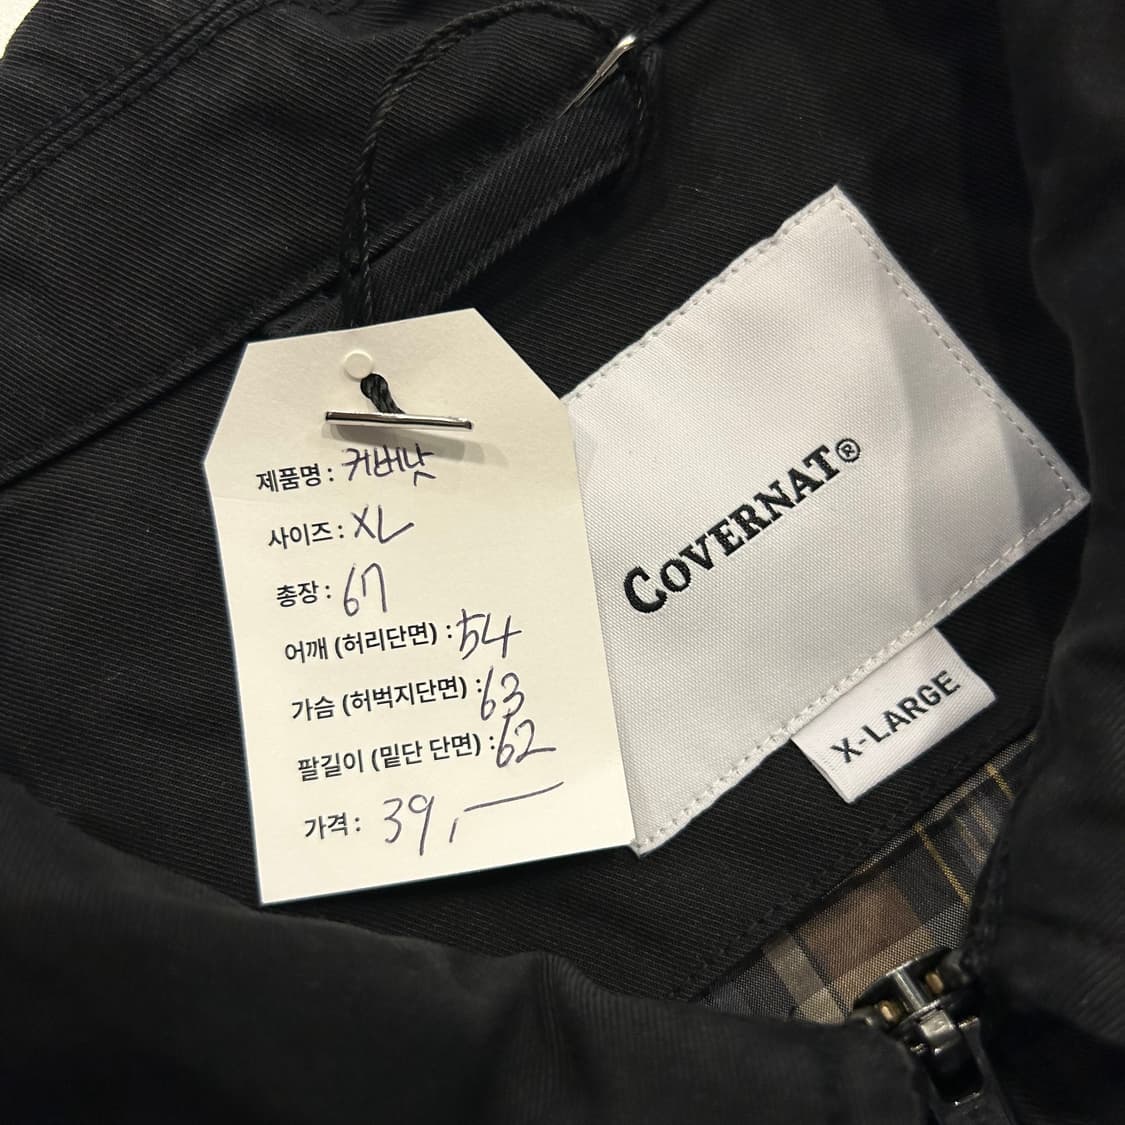 제품명 : 커버낫
사이즈 : XL
총장 : 67
어깨 (허리단면) : 54
가슴 (허벅지단면) : 63
팔길이 (밑단 단면) : 62
가격 : 39,—
COVERNAT®
X-LARGE